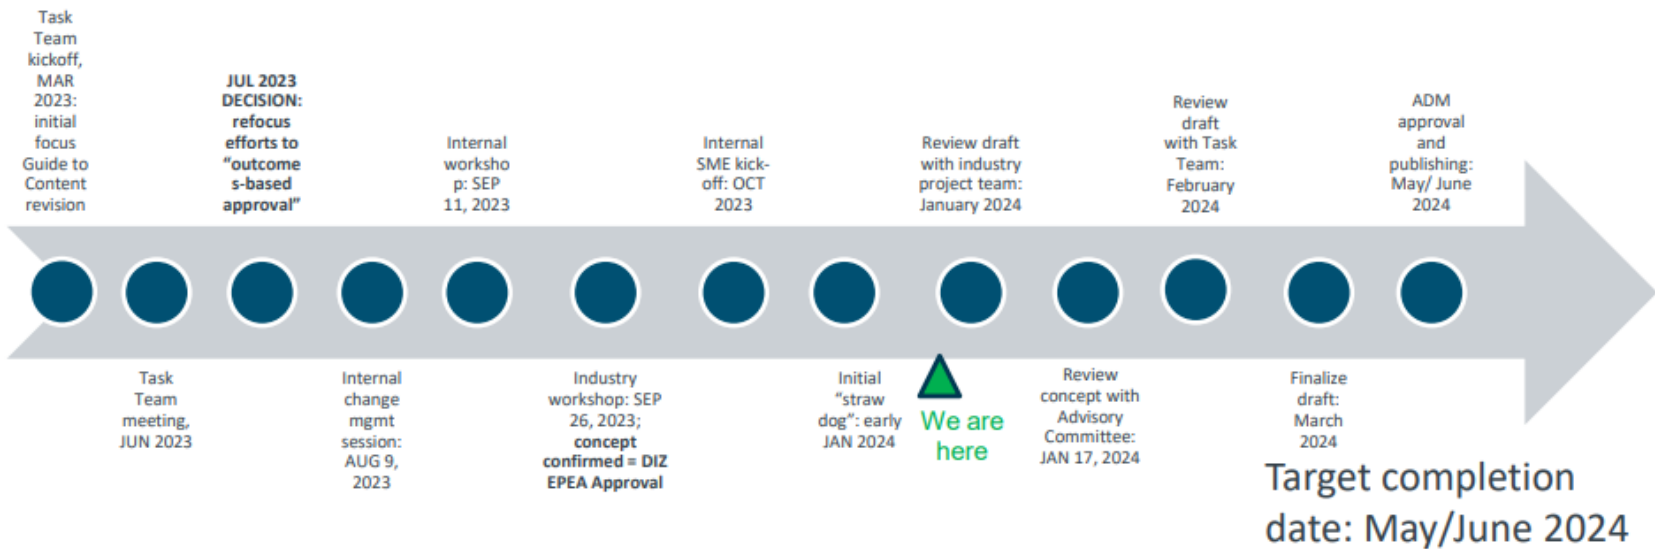 Task
Team
kickoff,
MAR
2023:
initial
focus
Guide to
Content
revision
Task
Team
meeting,
JUN 2023
JUL 2023
DECISION:
refocus
efforts to
“outcome
s-based
approval”
Internal
change
mgmt
session:
AUG 9,
2023
Internal
worksho
p: SEP
11, 2023
Industry
workshop: SEP
26, 2023;
concept
confirmed = DIZ
EPEA Approval
Internal
SME kick-
off: OCT
2023
Initial
“straw
dog”: early
JAN 2024
We are
here
Review draft
with industry
project team:
January 2024
Review
concept with
Advisory
Committee:
JAN 17, 2024
Review
draft
with Task
Team:
February
2024
Finalize
draft:
March
2024
ADM
approval
and
publishing:
May/ June
2024
Target completion
date: May/June 2024